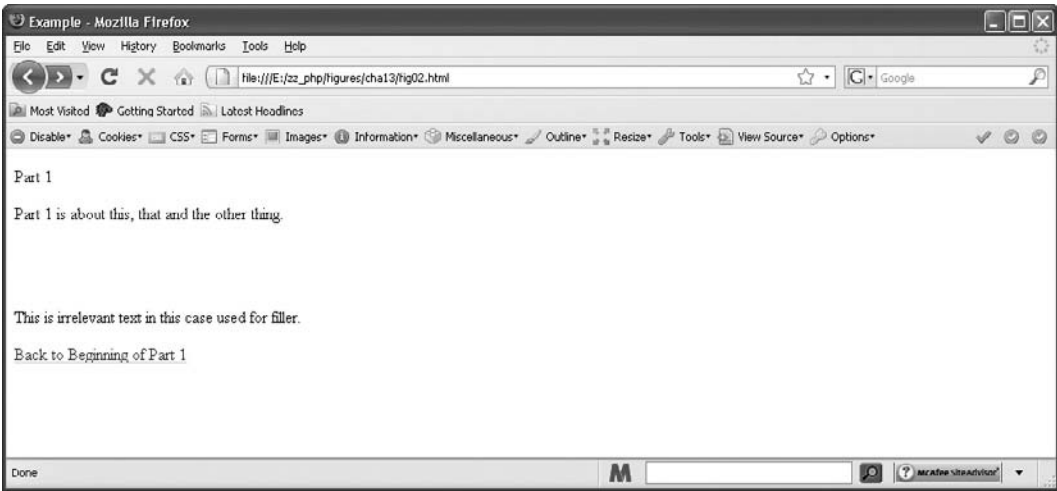 Example - Mozilla Firefox
File Edit View History Bookmarks Tools Help
file:///E:/zz_php/figures/cha13/fig02.html
G Google
Most Visited Getting Started Latest Headlines
Disable Cookies CSS Forms Images Information Miscellaneous Outline Resize Tools View Source Options
Part 1
Part 1 is about this, that and the other thing.
This is irrelevant text in this case used for filler.
Back to Beginning of Part 1
Done
McAfee SiteAdvisor